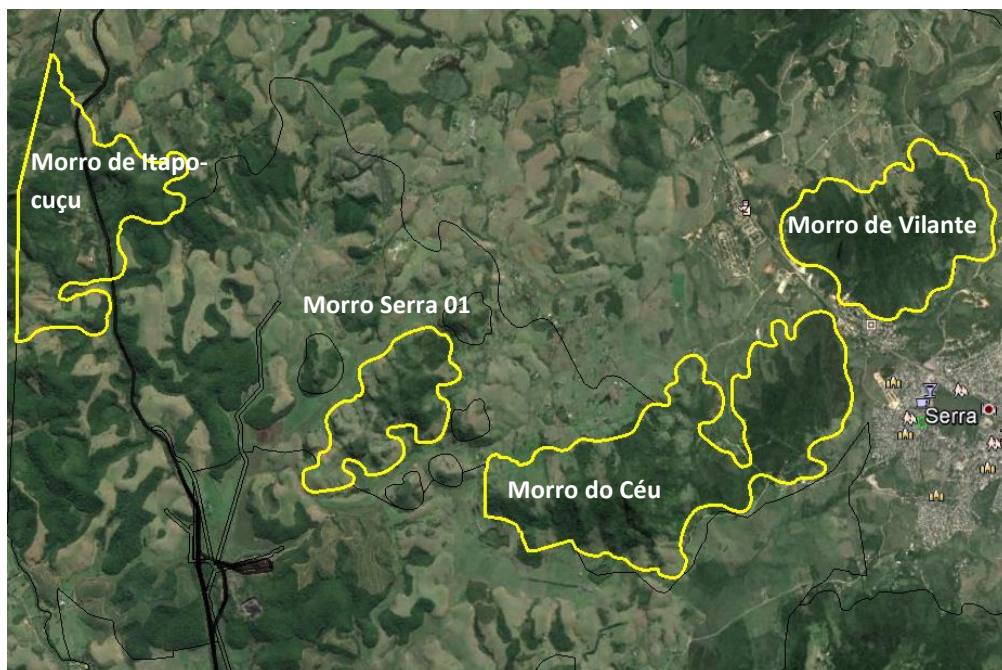 Morro de Itapo-
cuçu
Morro de Vilante
Morro Serra 01
Serra
Morro do Céu